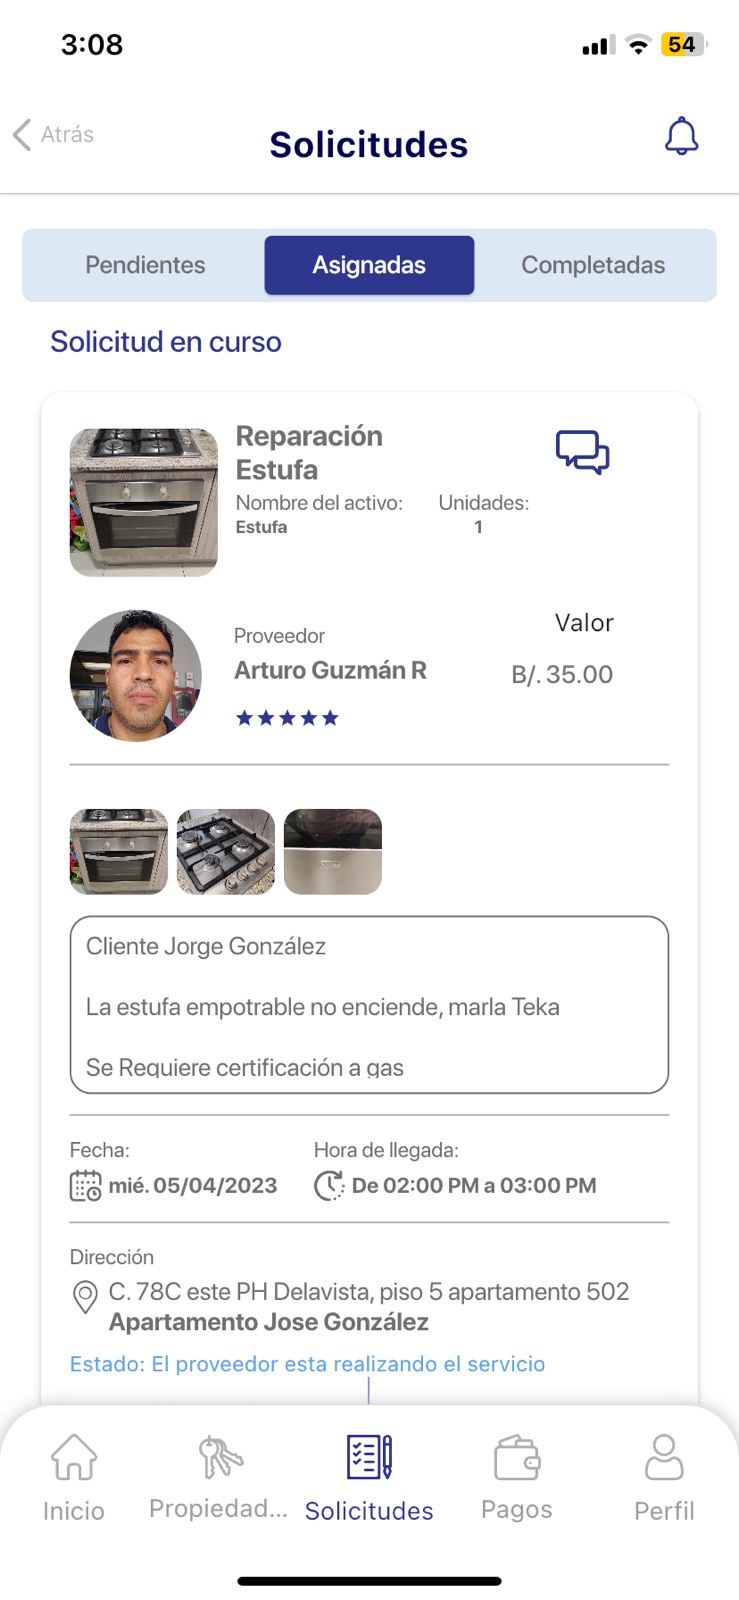 3:08
54
Atrás
Solicitudes
Pendientes
Asignadas
Completadas
Solicitud en curso
Reparación
Estufa
Nombre del activo:
Unidades:
Estufa
1
Proveedor
Valor
Arturo Guzmán R
B/. 35.00
Cliente Jorge González
La estufa empotrable no enciende, marla Teka
Se Requiere certificación a gas
Fecha:
Hora de llegada:
mié. 05/04/2023
De 02:00 PM a 03:00 PM
Dirección
C. 78C este PH Delavista, piso 5 apartamento 502
Apartamento Jose González
Estado: El proveedor esta realizando el servicio
Inicio
Propiedad...
Solicitudes
Pagos
Perfil